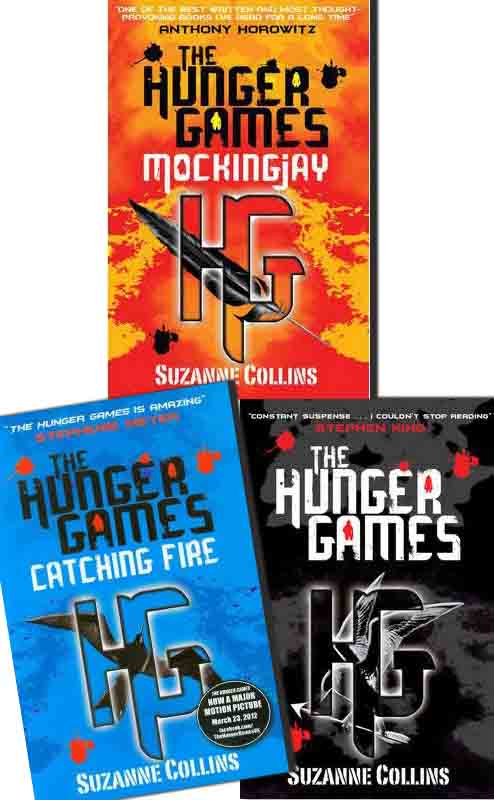 "ONE OF THE BEST WRITTEN AND MOST THOUGHT-
PROVOKING BOOKS I'VE READ FOR A LONG TIME"
ANTHONY HOROWITZ
THE
HUNGER
GAMES
MOCKINGJAY
HG
SUZANNE COLLINS
"THE HUNGER GAMES IS AMAZING"
STEPHENIE MEYER
THE
HUNGER
GAMES
CATCHING FIRE
HG
THE HUNGER GAMES
NOW A MAJOR
MOTION PICTURE
March 23, 2012
facebook.com/
TheHungerGamesUK
SUZANNE COLLINS
"CONSTANT SUSPENSE . . . I COULDN'T STOP READING"
STEPHEN KING
THE
HUNGER
GAMES
HG
SUZANNE COLLINS